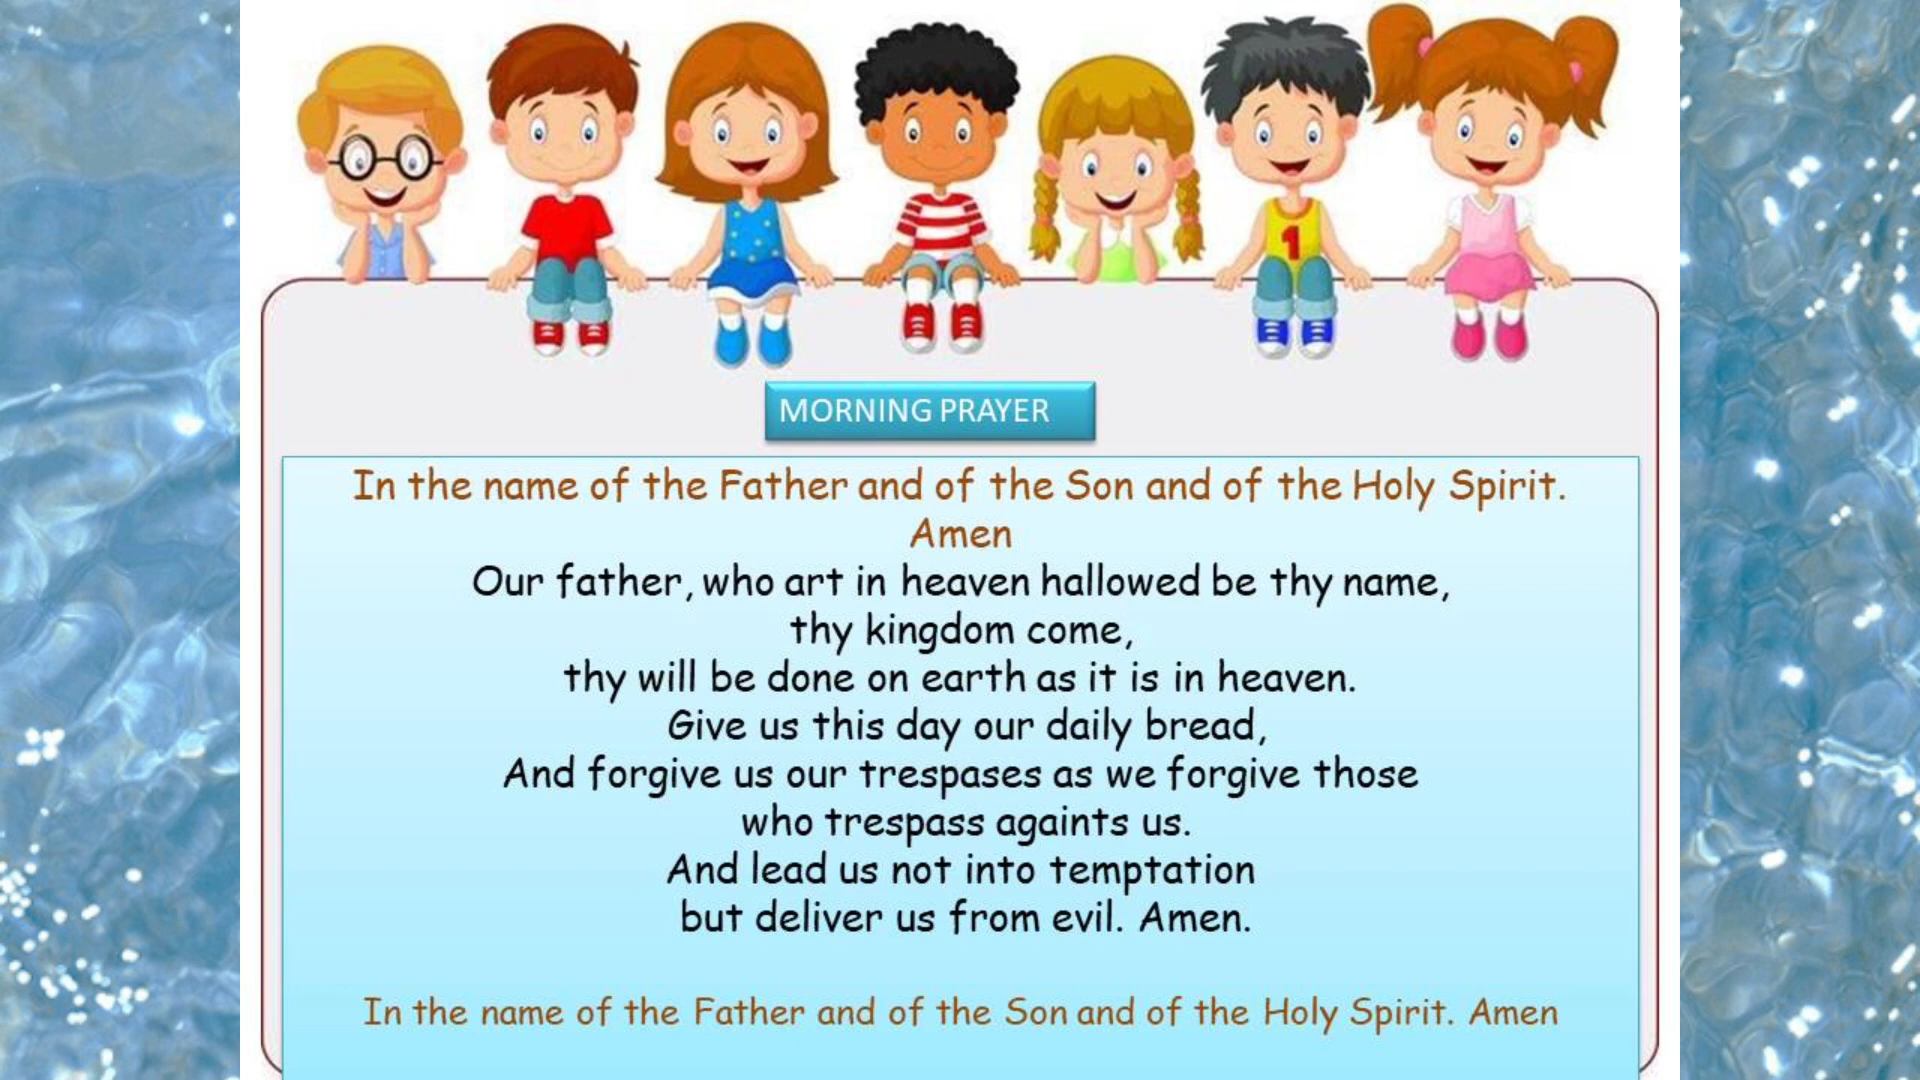 1
MORNING PRAYER
In the name of the Father and of the Son and of the Holy Spirit.
Amen
Our father, who art in heaven hallowed be thy name,
thy kingdom come,
thy will be done on earth as it is in heaven.
Give us this day our daily bread,
And forgive us our trespases as we forgive those
who trespass againts us.
And lead us not into temptation
but deliver us from evil. Amen.
In the name of the Father and of the Son and of the Holy Spirit. Amen